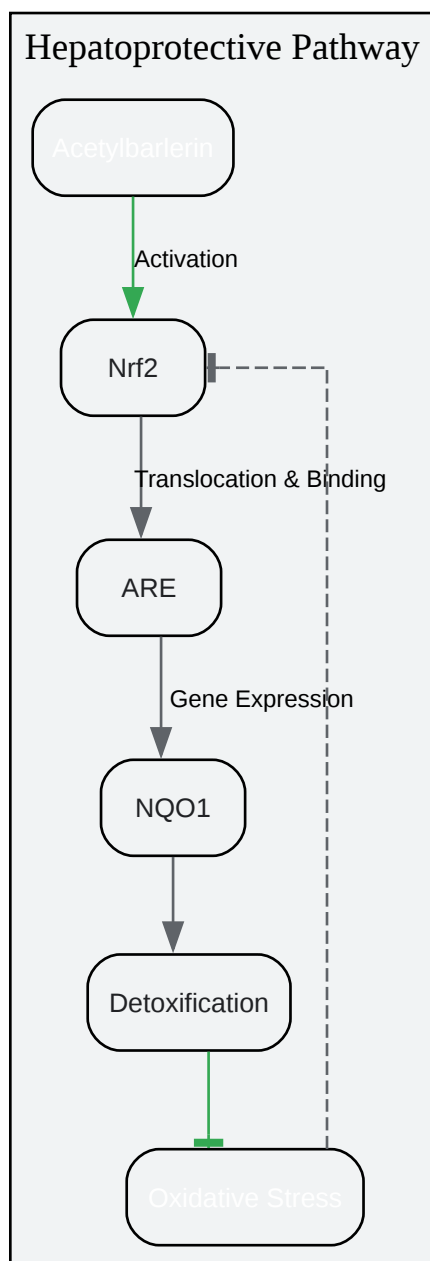 Hepatoprotective Pathway
Acetylbarlerin
Activation
Nrf2
Translocation & Binding
ARE
Gene Expression
NQO1
Detoxification
Oxidative Stress